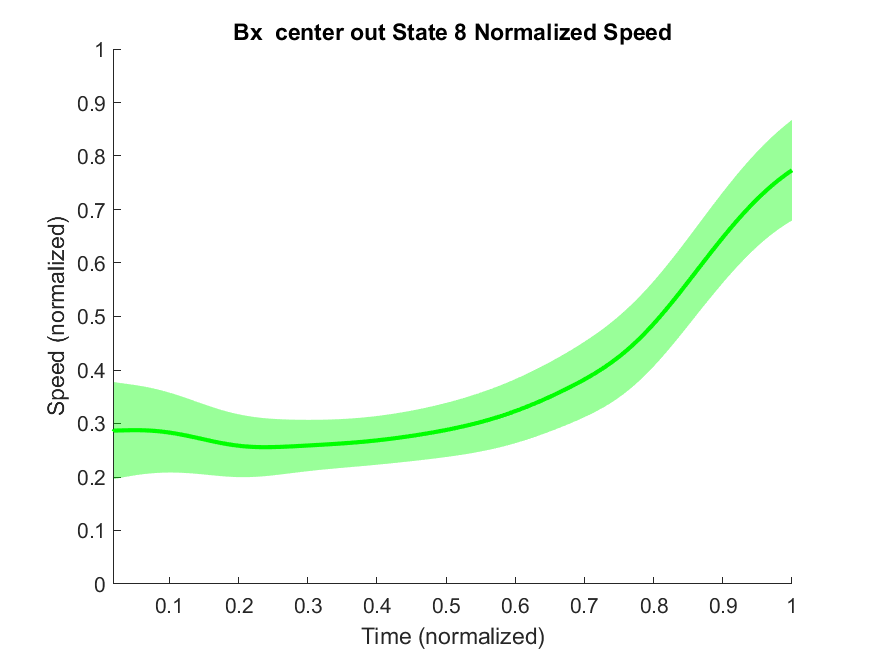 Bx  center out State 8 Normalized Speed
1
0.9
0.8
0.7
0.6
0.5
0.4
0.3
0.2
0.1
0
Speed (normalized)
0.1 0.2 0.3 0.4 0.5 0.6 0.7 0.8 0.9 1
Time (normalized)